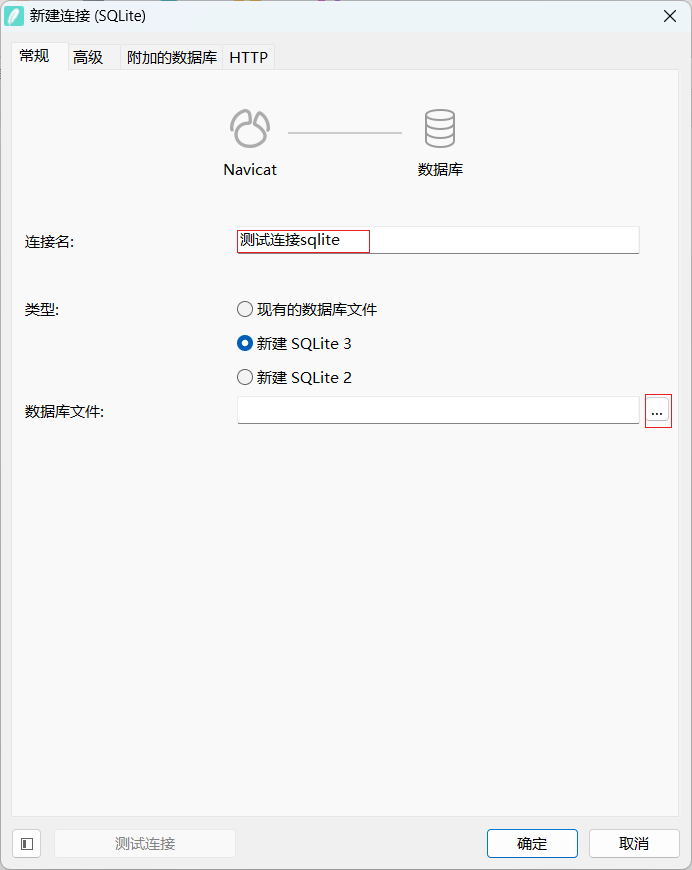 新建连接 (SQLite)
常规 高级 附加的数据库 HTTP
Navicat 数据库
连接名: 测试连接sqlite
类型: 现有的数据库文件
新建 SQLite 3
新建 SQLite 2
数据库文件: ...
测试连接 确定 取消